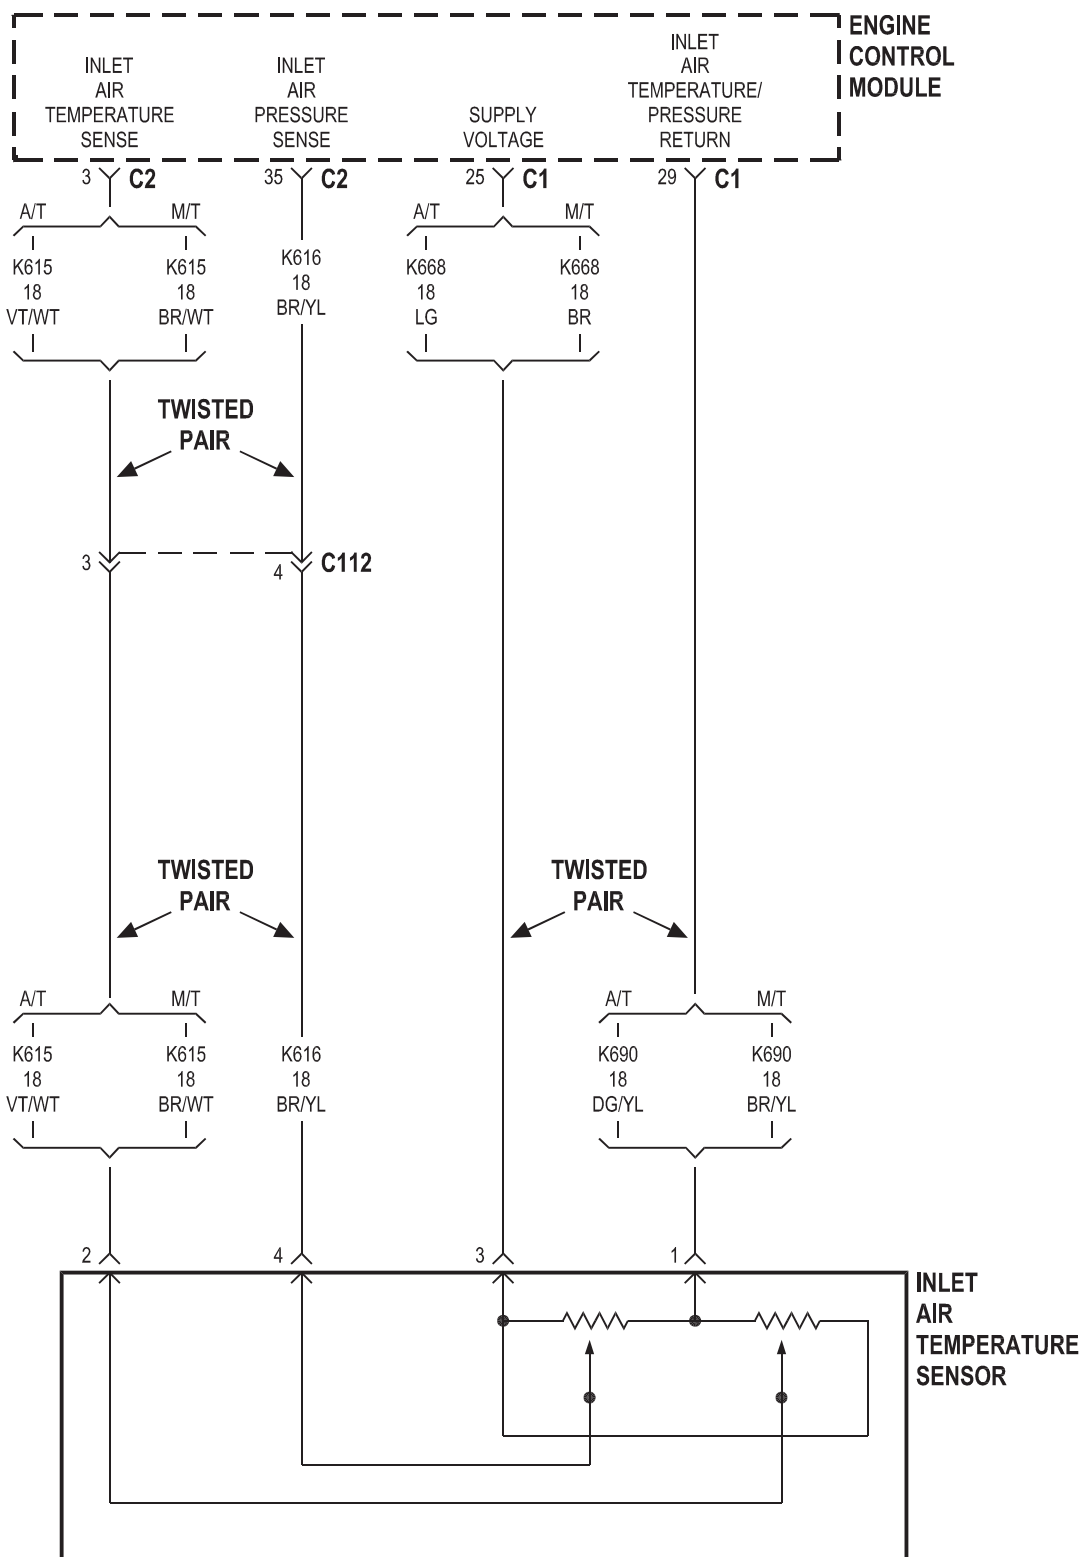 ENGINE
CONTROL
MODULE
INLET
AIR
TEMPERATURE
SENSE
INLET
AIR
PRESSURE
SENSE
SUPPLY
VOLTAGE
INLET
AIR
TEMPERATURE/
PRESSURE
RETURN
3 C2
35 C2
25 C1
29 C1
A/T
K615
18
VT/WT
M/T
K615
18
BR/WT
K616
18
BR/YL
A/T
K668
18
LG
M/T
K668
18
BR
TWISTED
PAIR
3
4
C112
TWISTED
PAIR
TWISTED
PAIR
A/T
K615
18
VT/WT
M/T
K615
18
BR/WT
K616
18
BR/YL
A/T
K690
18
DG/YL
M/T
K690
18
BR/YL
2
4
3
1
INLET
AIR
TEMPERATURE
SENSOR